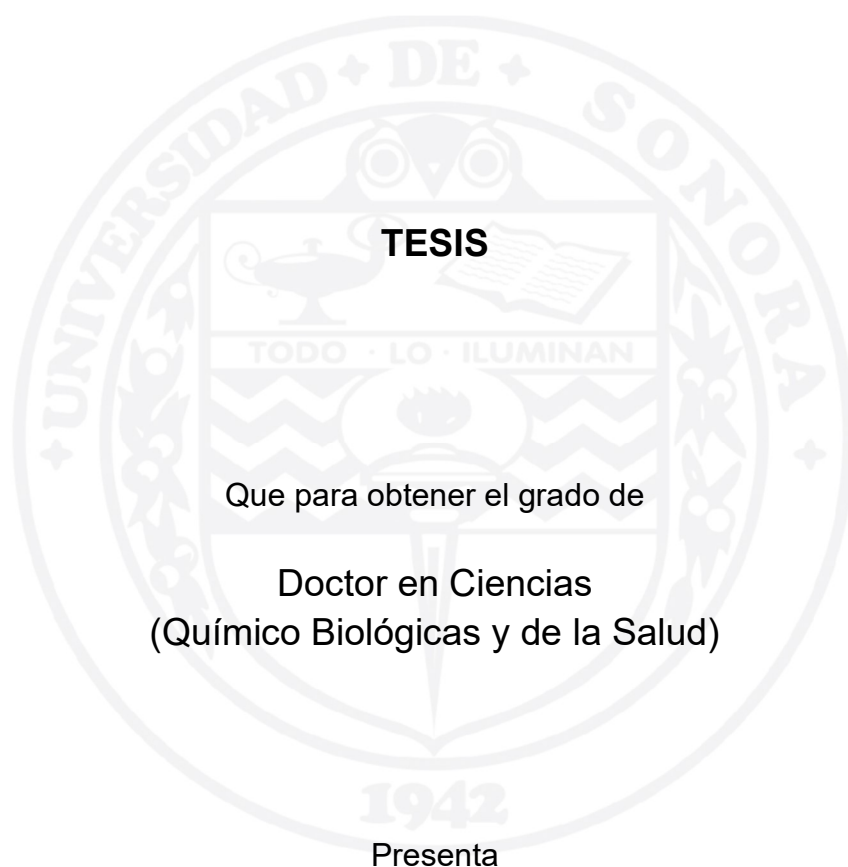 UNIVERSIDAD DE SONORA
TESIS
TODO · LO · ILUMINAN
Que para obtener el grado de
Doctor en Ciencias
(Químico Biológicas y de la Salud)
1942
Presenta